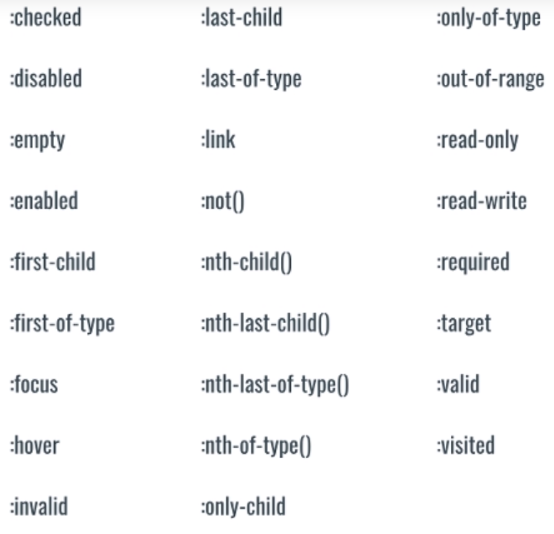 :checked
:disabled
:empty
:enabled
:first-child
:first-of-type
:focus
:hover
:invalid
:last-child
:last-of-type
:link
:not()
:nth-child()
:nth-last-child()
:nth-last-of-type()
:nth-of-type()
:only-child
:only-of-type
:out-of-range
:read-only
:read-write
:required
:target
:valid
:visited